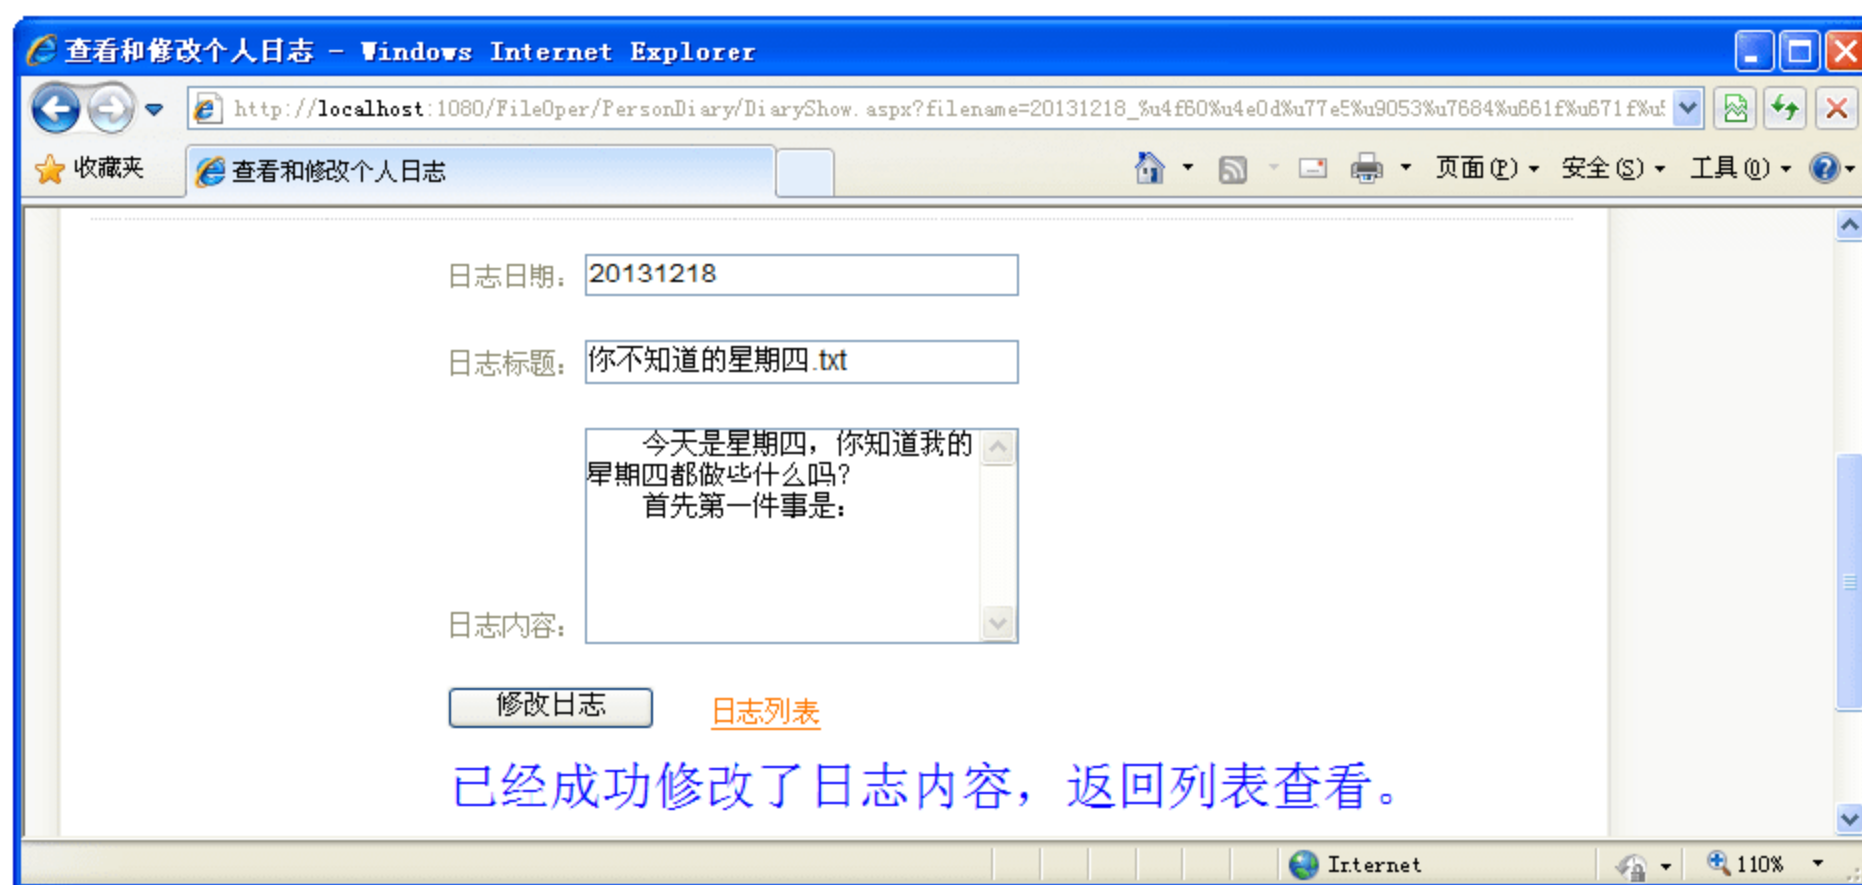 查看和修改个人日志 - Windows Internet Explorer
http://localhost:1080/FileOper/PersonDiary/DiaryShow.aspx?filename=20131218_%u4f60%u4e0d%u77e5%u9053%u7684%u661f%u671f%u
收藏夹 查看和修改个人日志 页面(P) 安全(S) 工具(O)
日志日期: 20131218
日志标题: 你不知道的星期四.txt
今天是星期四，你知道我的
星期四都做些什么吗?
首先第一件事是:
日志内容:
修改日志 日志列表
已经成功修改了日志内容，返回列表查看。
Internet 110%